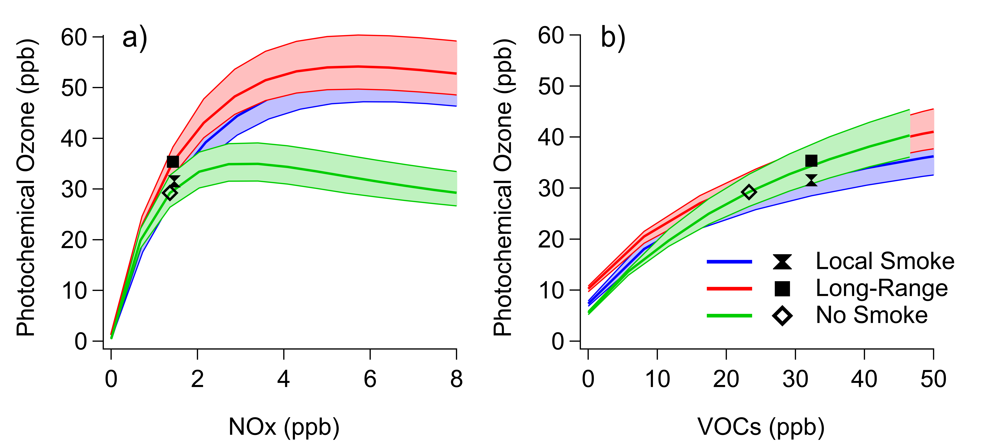 a)
Photochemical Ozone (ppb)
60
50
40
30
20
10
0
0 2 4 6 8
NOx (ppb)
b)
Photochemical Ozone (ppb)
60
50
40
30
20
10
0
Local Smoke
Long-Range
No Smoke
0 10 20 30 40 50
VOCs (ppb)